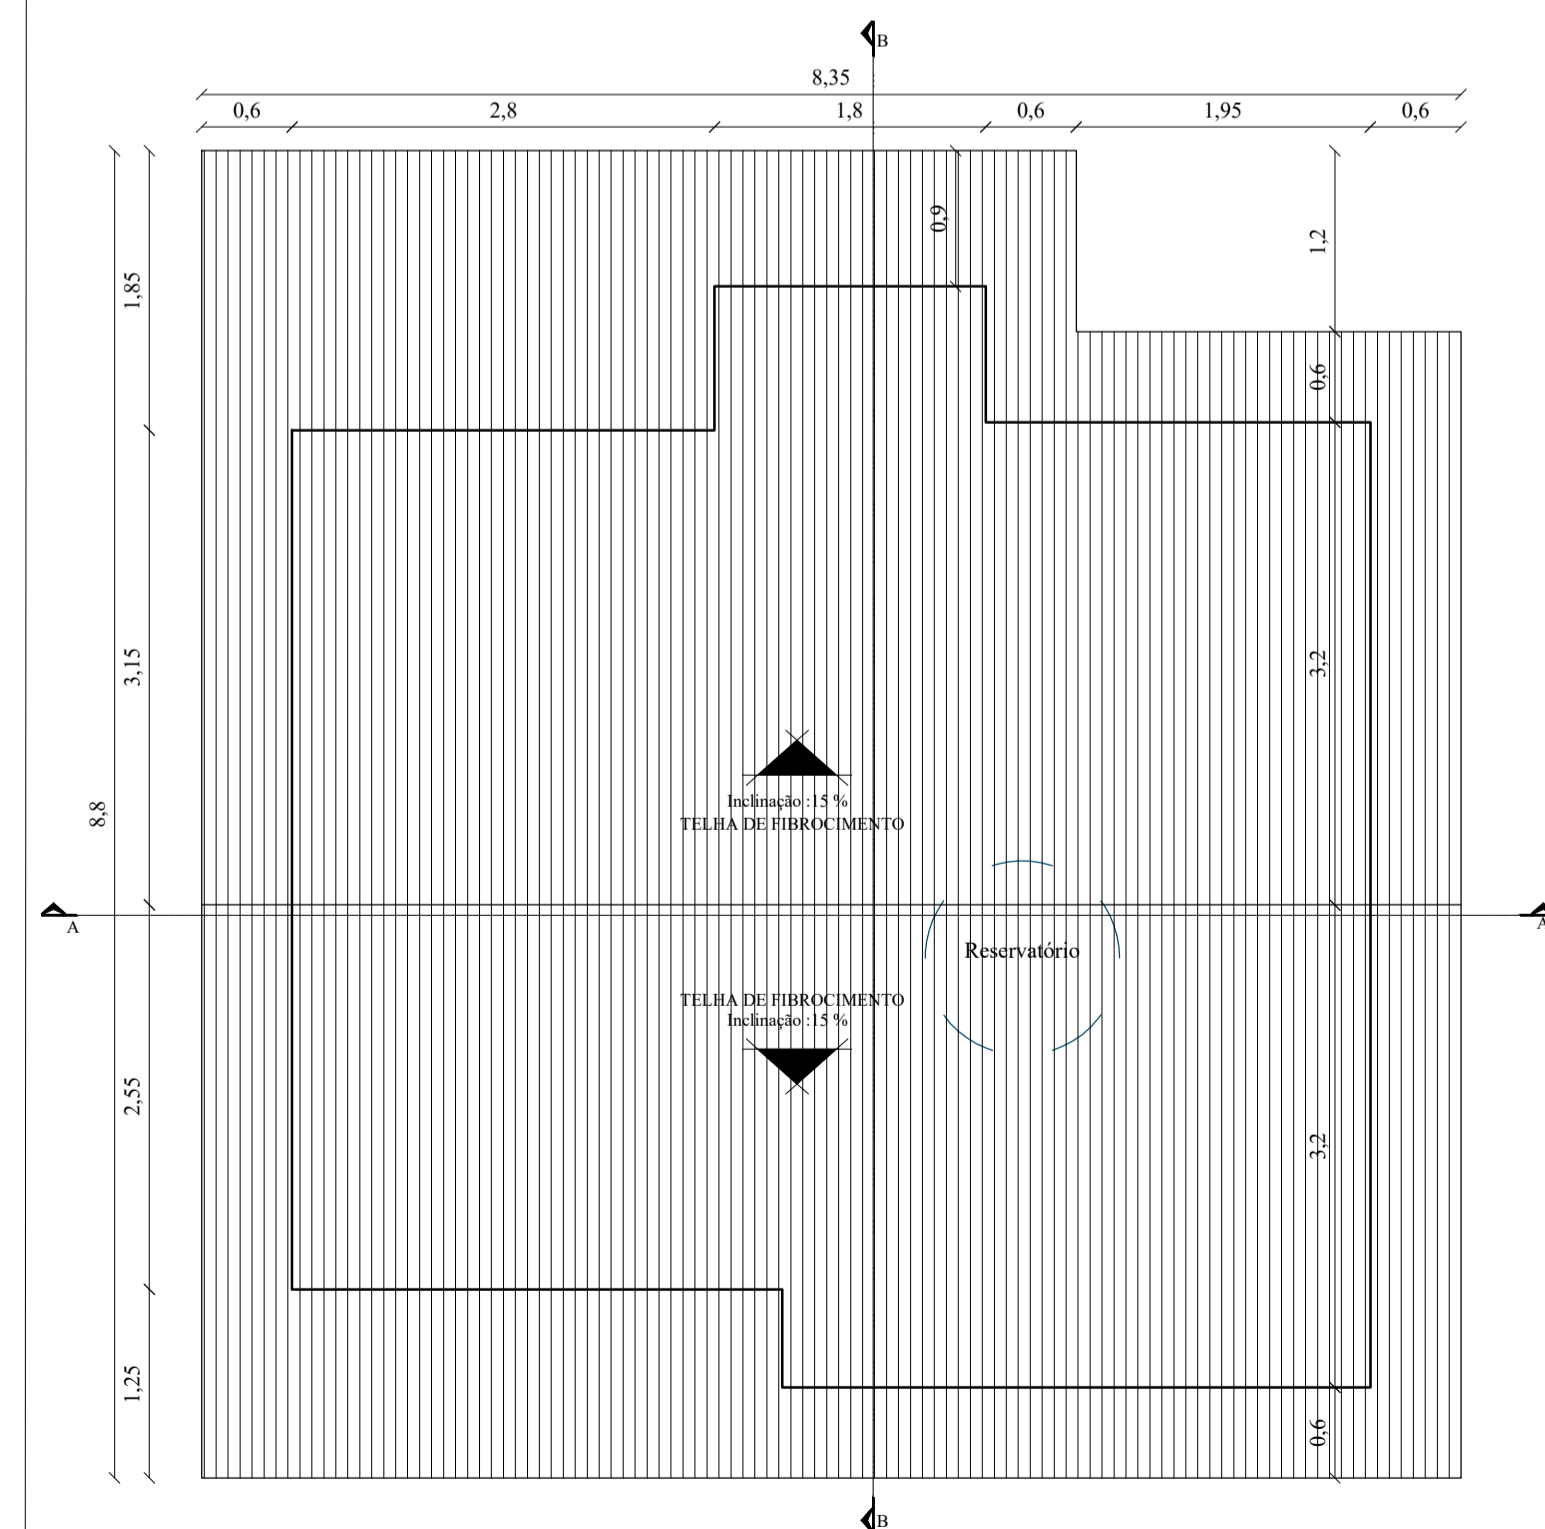 B
8,35
0,6
2,8
1,8
0,6
1,95
0,6
0,9
1,2
1,85
0,6
3,15
3,2
8,8
Inclinação :15 %
TELHA DE FIBROCIMENTO
A
A
Reservatório
TELHA DE FIBROCIMENTO
Inclinação :15 %
2,55
3,2
1,25
0,6
B